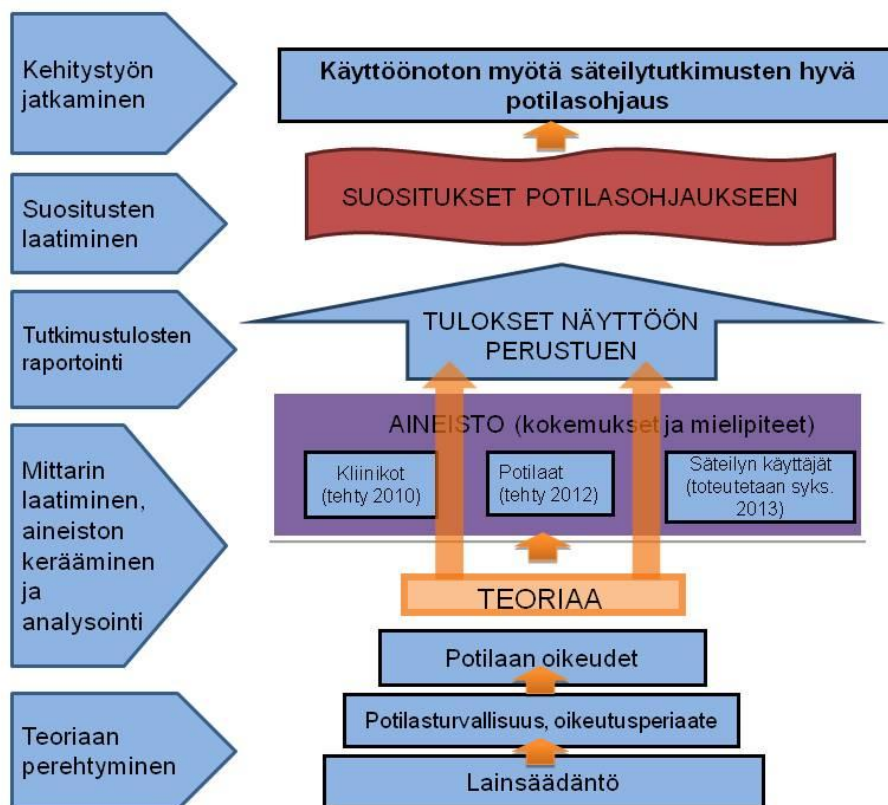 Kehitystyön
jatkaminen
Käyttöönoton myötä säteilytutkimusten hyvä
potilasohjaus
Suositusten
laatiminen
SUOSITUKSET POTILASOHJAUKSEEN
Tutkimustulosten
raportointi
TULOKSET NÄYTTÖÖN
PERUSTUEN
Mittarin
laatiminen,
aineiston
kerääminen
ja
analysointi
AINEISTO (kokemukset ja mielipiteet)
Kliinikot
(tehty 2010)
Potilaat
(tehty 2012)
Säteilyn käyttäjät
(toteutetaan syks.
2013)
TEORIAA
Potilaan oikeudet
Teoriaan
perehtyminen
Potilasturvallisuus, oikeutusperiaate
Lainsäädäntö